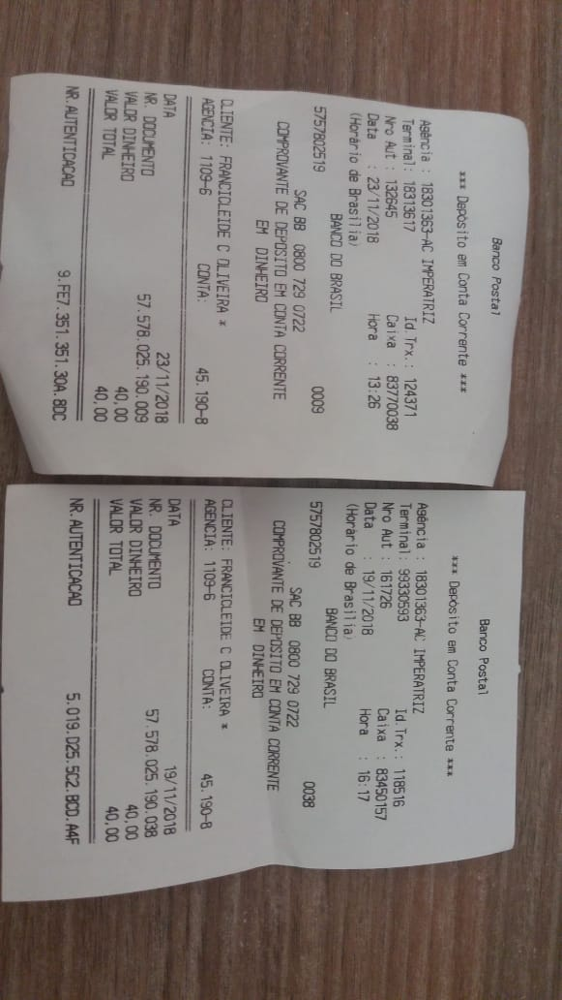 Banco Postal
*** Depósito em Conta Corrente ***
Agência : 18301363-AC IMPERATRIZ
Terminal: 18313617 Id Trx.: 124371
Nro Aut : 132645 Caixa : 83770038
Data : 23/11/2018 Hora : 13:26
(Horário de Brasília)
BANCO DO BRASIL
5757802519 0009
SAC BB 0800 729 0722
COMPROVANTE DE DEPOSITO EM CONTA CORRENTE
EM DINHEIRO
CLIENTE: FRANCICLEIDE C OLIVEIRA *
AGENCIA: 1109-6 CONTA: 45.190-8
DATA 23/11/2018
NR. DOCUMENTO 57.578.025.190.009
VALOR DINHEIRO 40,00
VALOR TOTAL 40,00
NR.AUTENTICACAO 9.FE7.351.351.30A.8DC
Banco Postal
*** Depósito em Conta Corrente ***
Agência : 18301363-AC IMPERATRIZ
Terminal: 99330593 Id.Trx.: 118516
Nro Aut : 161726 Caixa : 83450157
Data : 19/11/2018 Hora : 16:17
(Horário de Brasília)
BANCO DO BRASIL
5757802519 0038
SAC BB 0800 729 0722
COMPROVANTE DE DEPOSITO EM CONTA CORRENTE
EM DINHEIRO
CLIENTE: FRANCICLEIDE C OLIVEIRA *
AGENCIA: 1109-6 CONTA: 45.190-8
DATA 19/11/2018
NR. DOCUMENTO 57.578.025.190.038
VALOR DINHEIRO 40,00
VALOR TOTAL 40,00
NR.AUTENTICACAO 5.019.D25.5C2.BCD.A4F